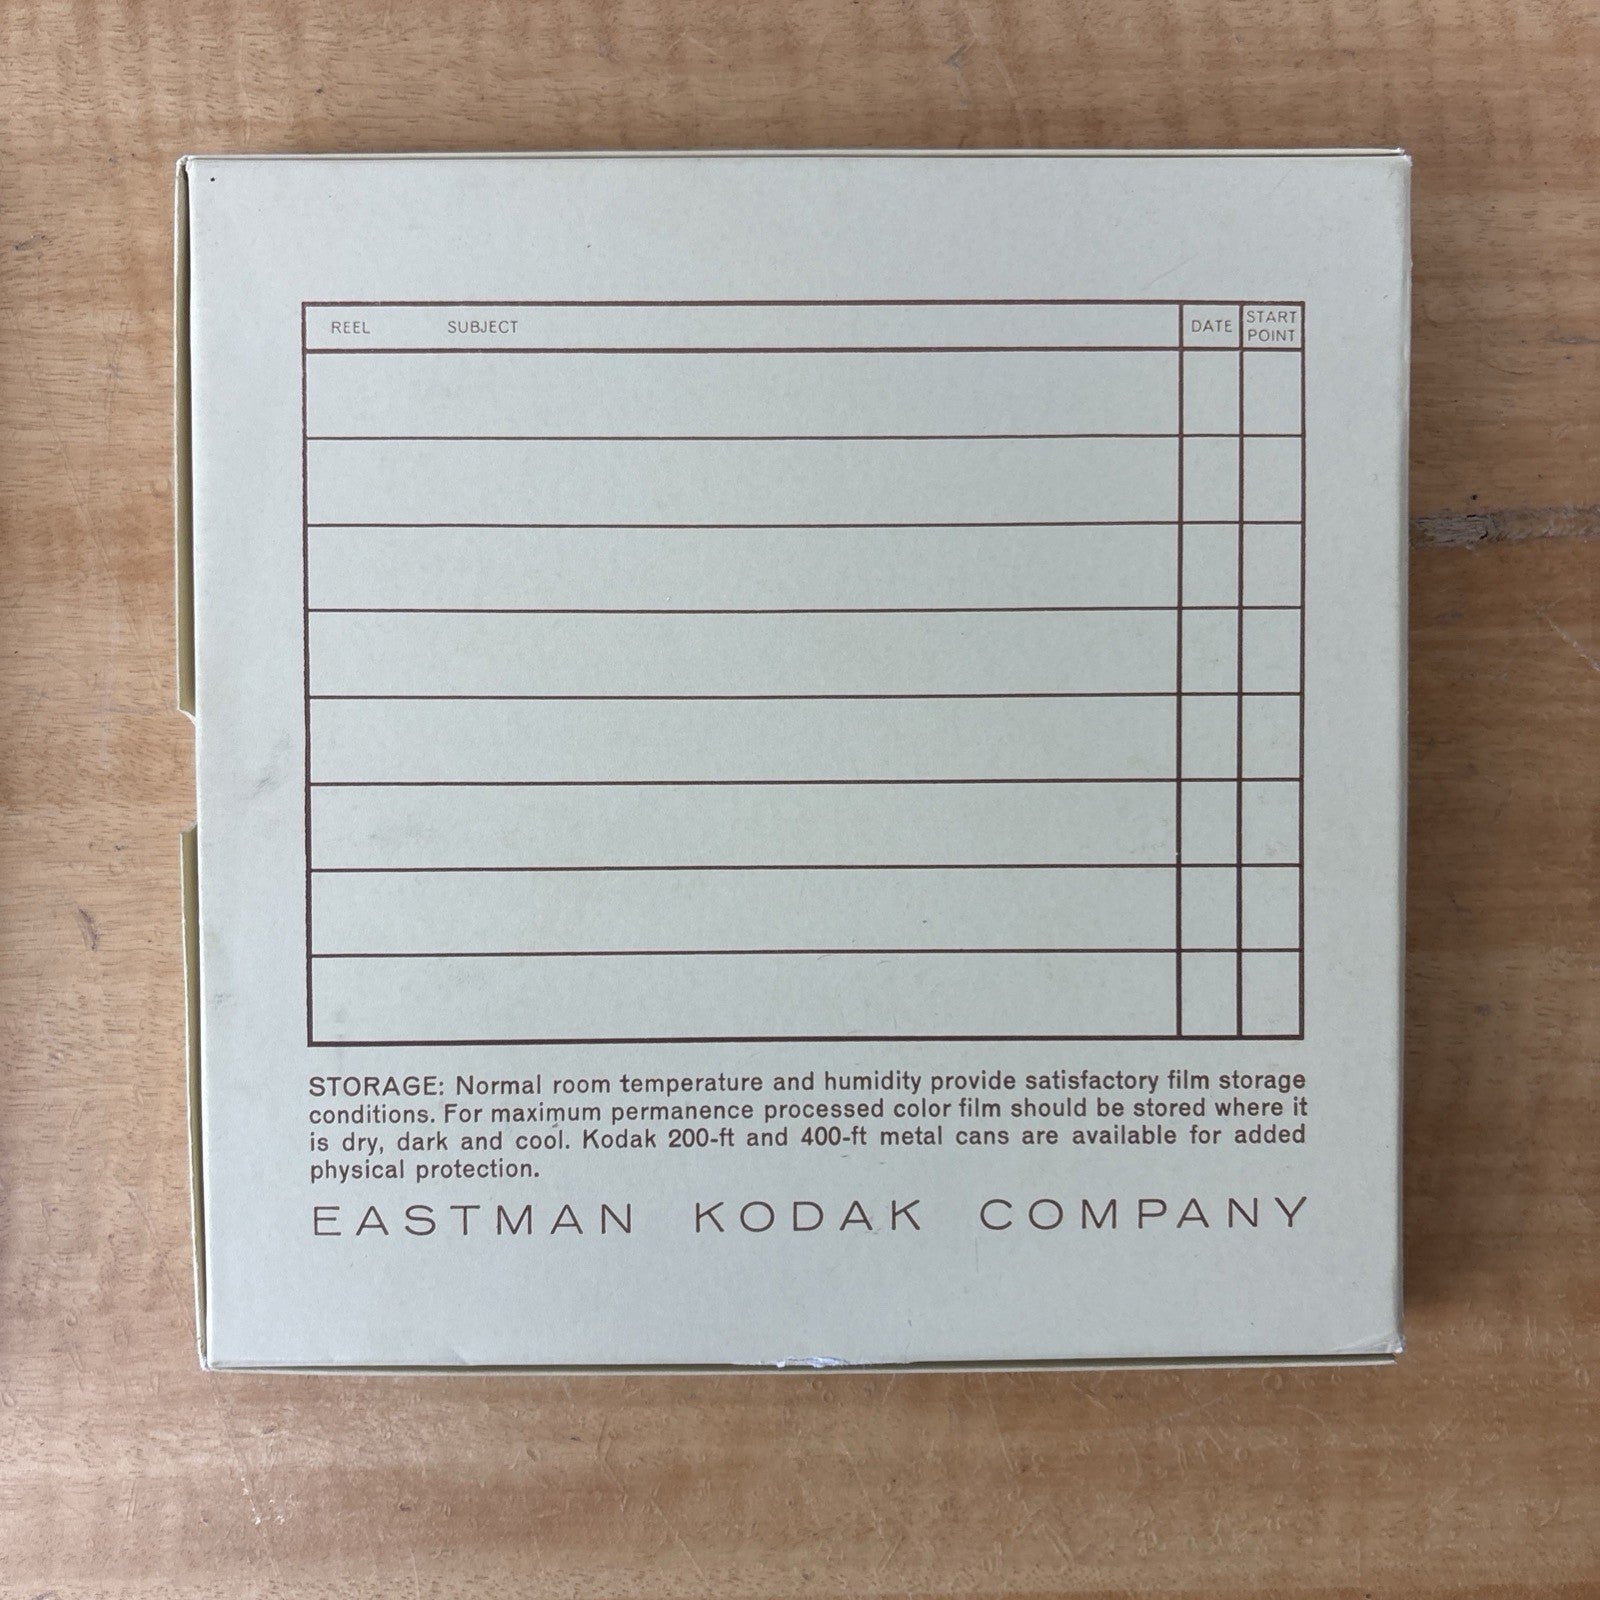 REEL SUBJECT DATE START POINT
STORAGE: Normal room temperature and humidity provide satisfactory film storage
conditions. For maximum permanence processed color film should be stored where it
is dry, dark and cool. Kodak 200-ft and 400-ft metal cans are available for added
physical protection.
EASTMAN KODAK COMPANY